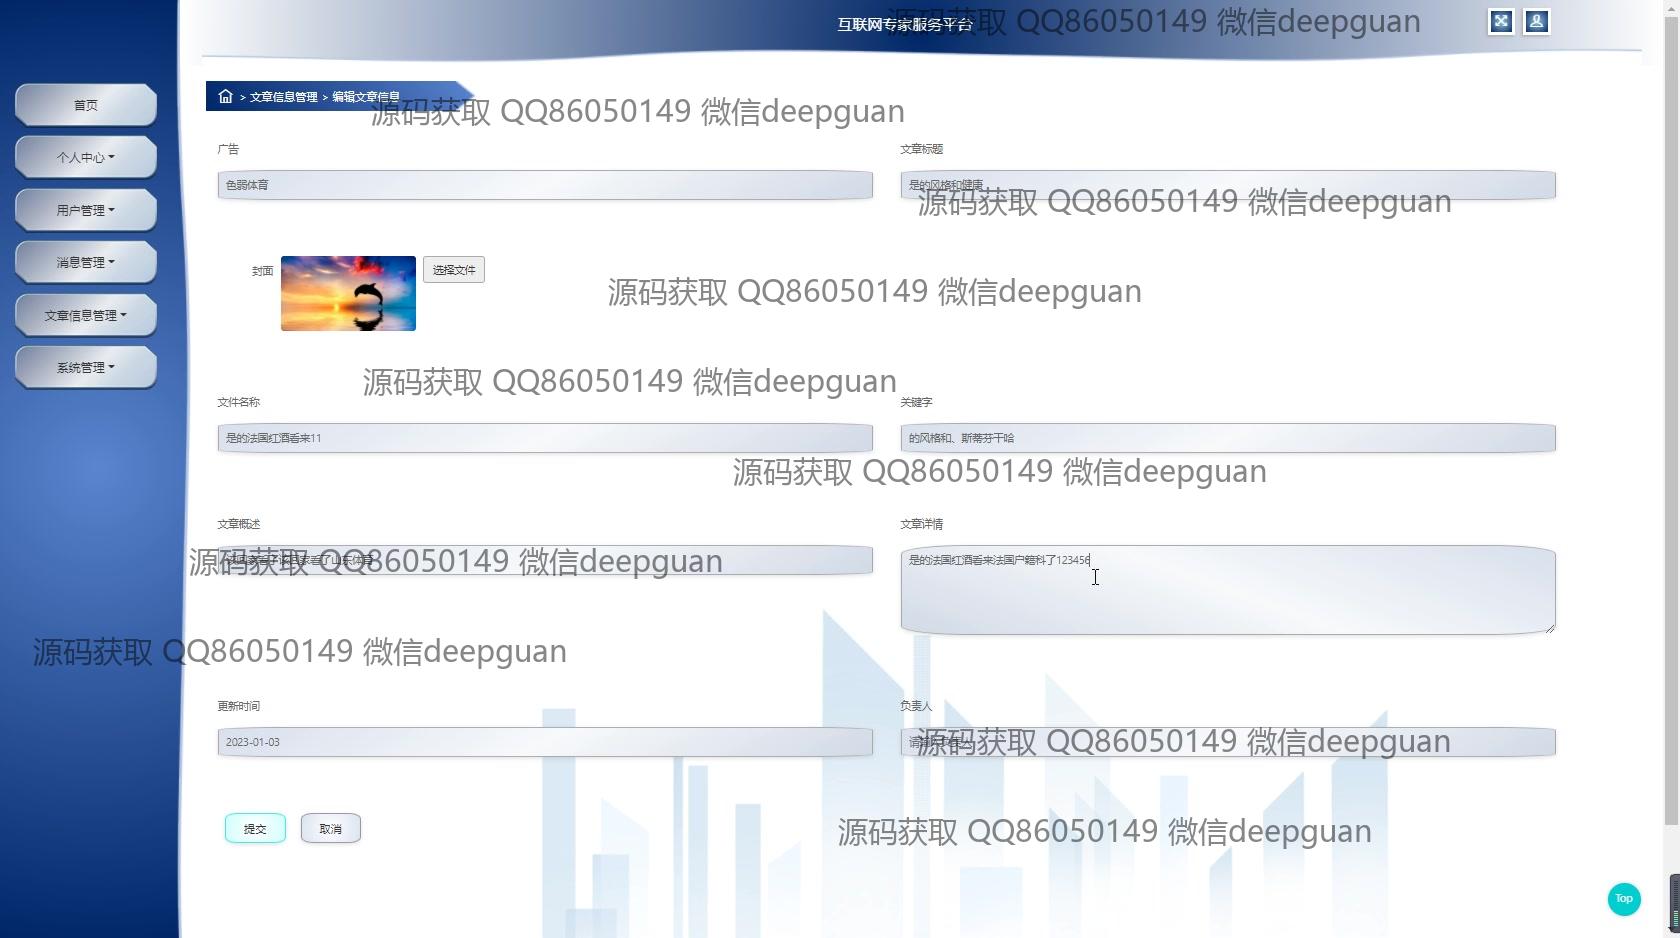 互联网专家服务平台
源码获取 QQ86050149 微信deepguan
首页
个人中心
用户管理
消息管理
文章信息管理
系统管理
> 文章信息管理 > 编辑文章信息
源码获取 QQ86050149 微信deepguan
广告
文章标题
色弱体育
是的风格和健康
源码获取 QQ86050149 微信deepguan
封面
选择文件
源码获取 QQ86050149 微信deepguan
源码获取 QQ86050149 微信deepguan
文件名称
关键字
是的法国红酒看来11
的风格和、斯蒂芬干啥
源码获取 QQ86050149 微信deepguan
文章概述
文章详情
源码获取 QQ86050149 微信deepguan
是的法国红酒看来法国户籍科了123456
源码获取 QQ86050149 微信deepguan
更新时间
负责人
2023-01-03
源码获取 QQ86050149 微信deepguan
提交
取消
源码获取 QQ86050149 微信deepguan
Top